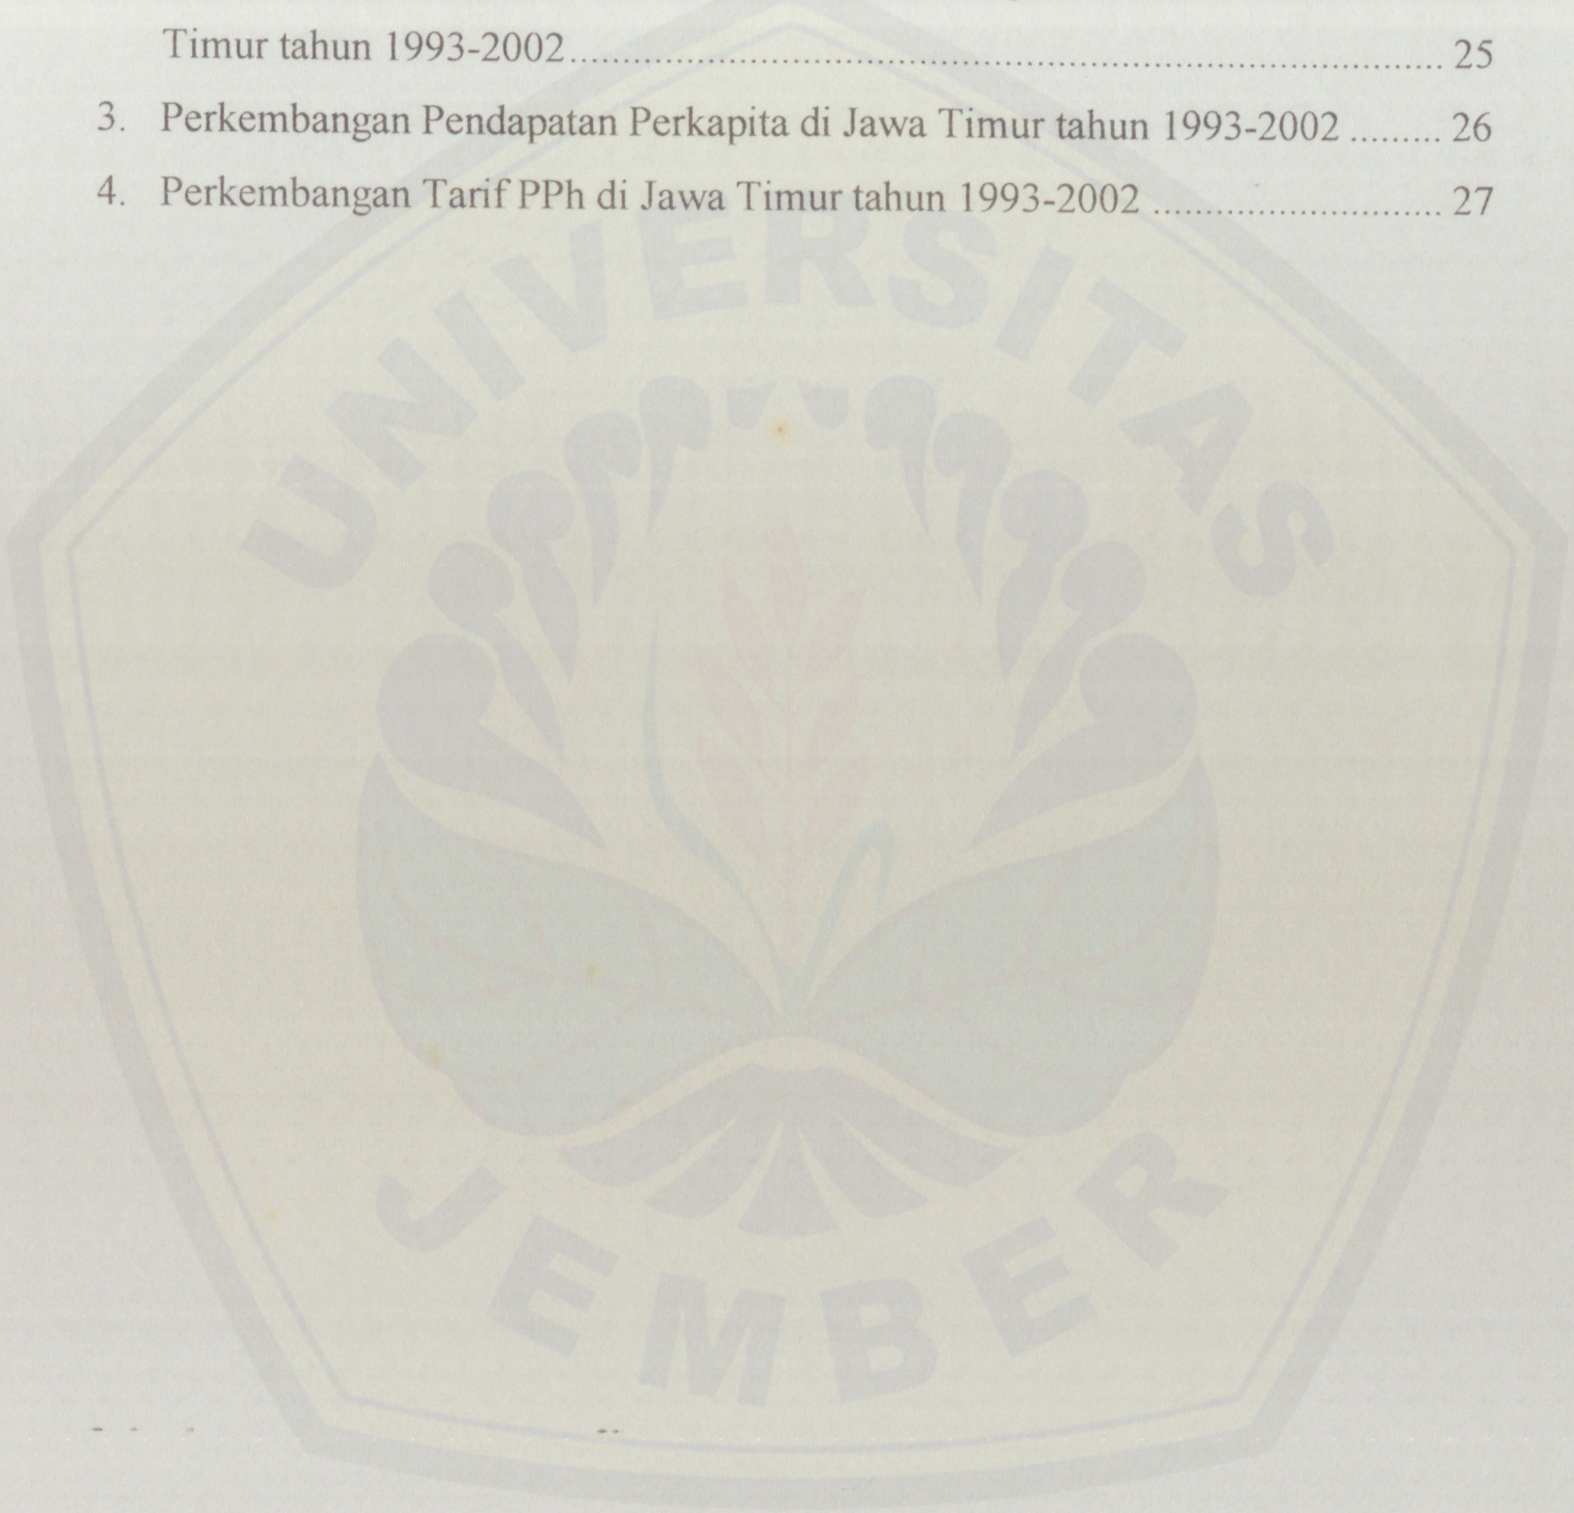 Timur tahun 1993-2002........................................................................................ 25
3. Perkembangan Pendapatan Perkapita di Jawa Timur tahun 1993-2002 ......... 26
4. Perkembangan Tarif PPh di Jawa Timur tahun 1993-2002 ............................. 27
UNIVERSITAS
JEMBER